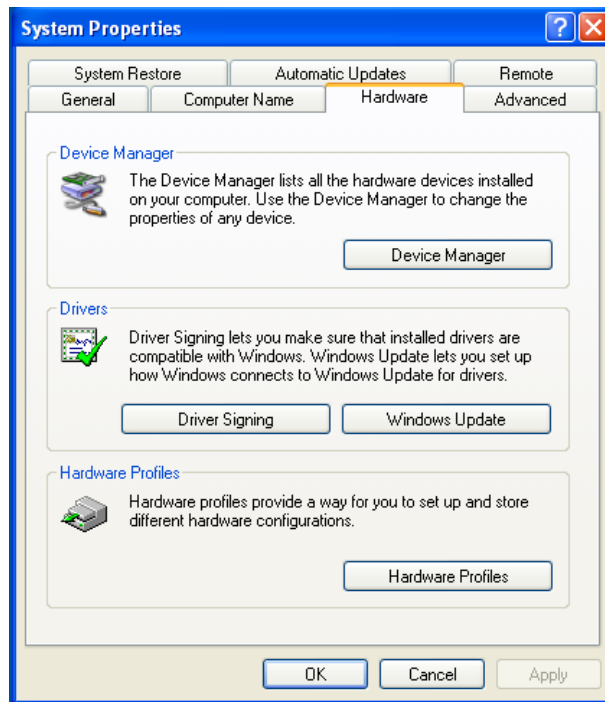 System Properties
System Restore Automatic Updates Remote
General Computer Name Hardware Advanced
Device Manager
The Device Manager lists all the hardware devices installed
on your computer. Use the Device Manager to change the
properties of any device.
Device Manager
Drivers
Driver Signing lets you make sure that installed drivers are
compatible with Windows. Windows Update lets you set up
how Windows connects to Windows Update for drivers.
Driver Signing Windows Update
Hardware Profiles
Hardware profiles provide a way for you to set up and store
different hardware configurations.
Hardware Profiles
OK Cancel Apply